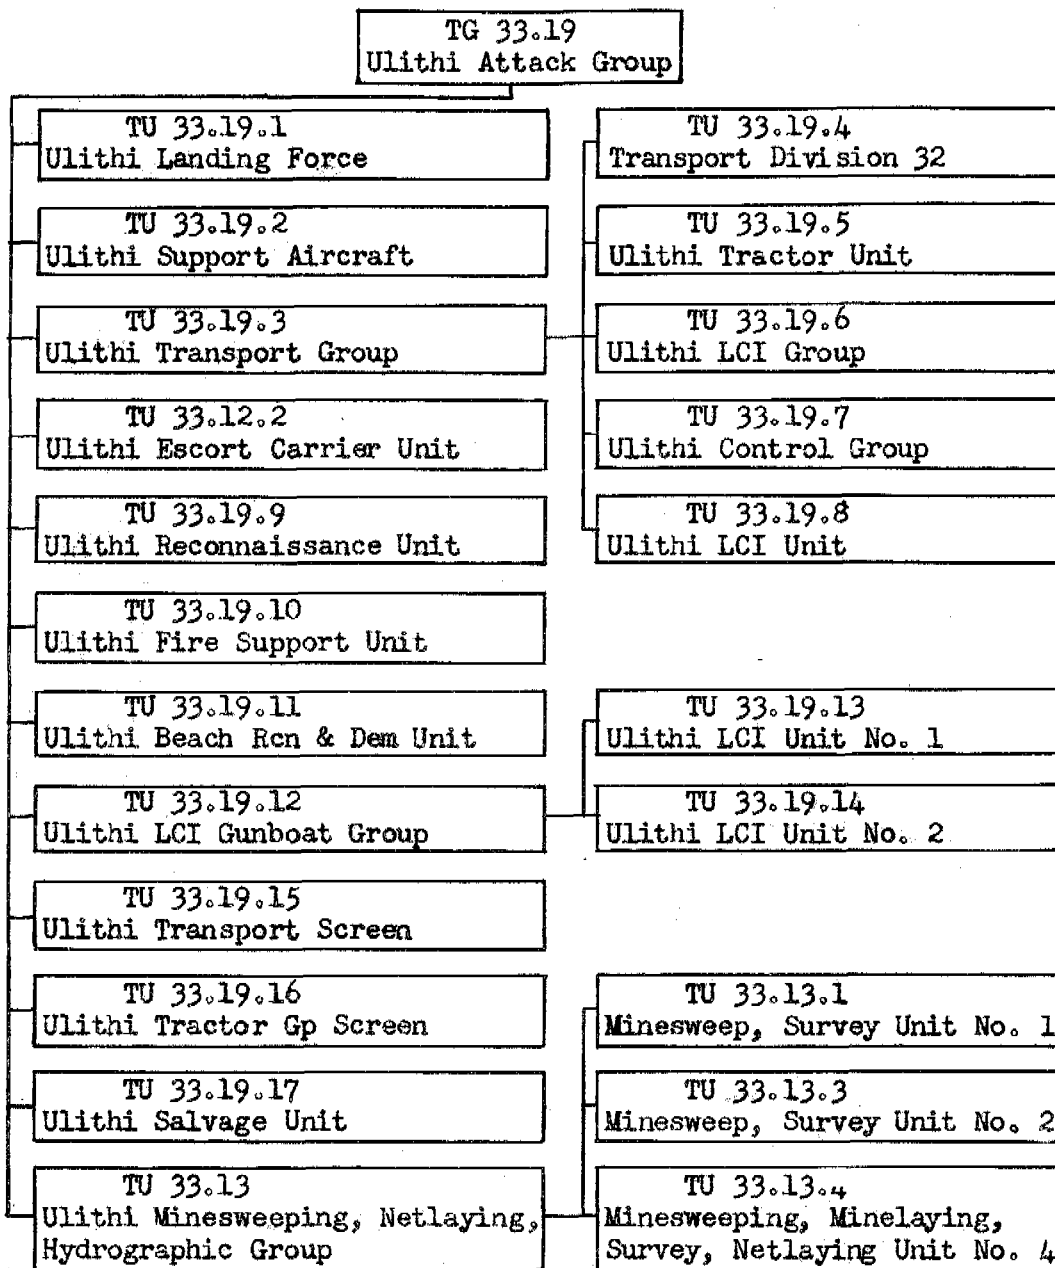 TG 33.19
Ulithi Attack Group
TU 33.19.1
Ulithi Landing Force
TU 33.19.2
Ulithi Support Aircraft
TU 33.19.3
Ulithi Transport Group
TU 33.12.2
Ulithi Escort Carrier Unit
TU 33.19.9
Ulithi Reconnaissance Unit
TU 33.19.10
Ulithi Fire Support Unit
TU 33.19.11
Ulithi Beach Rcn & Dem Unit
TU 33.19.12
Ulithi LCI Gunboat Group
TU 33.19.15
Ulithi Transport Screen
TU 33.19.16
Ulithi Tractor Gp Screen
TU 33.19.17
Ulithi Salvage Unit
TU 33.13
Ulithi Minesweeping, Netlaying,
Hydrographic Group
TU 33.19.4
Transport Division 32
TU 33.19.5
Ulithi Tractor Unit
TU 33.19.6
Ulithi LCI Group
TU 33.19.7
Ulithi Control Group
TU 33.19.8
Ulithi LCI Unit
TU 33.19.13
Ulithi LCI Unit No. 1
TU 33.19.14
Ulithi LCI Unit No. 2
TU 33.13.1
Minesweep, Survey Unit No. 1
TU 33.13.3
Minesweep, Survey Unit No. 2
TU 33.13.4
Minesweeping, Minelaying,
Survey, Netlaying Unit No. 4